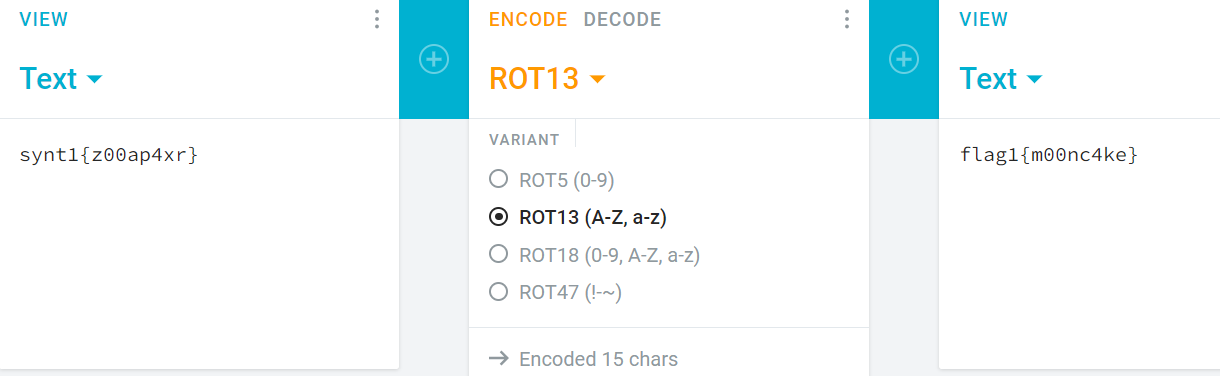 VIEW
Text
synt1{z00ap4xr}
ENCODE DECODE
ROT13
VARIANT
ROT5 (0-9)
ROT13 (A-Z, a-z)
ROT18 (0-9, A-Z, a-z)
ROT47 (!-~)
→ Encoded 15 chars
VIEW
Text
flag1{m00nc4ke}